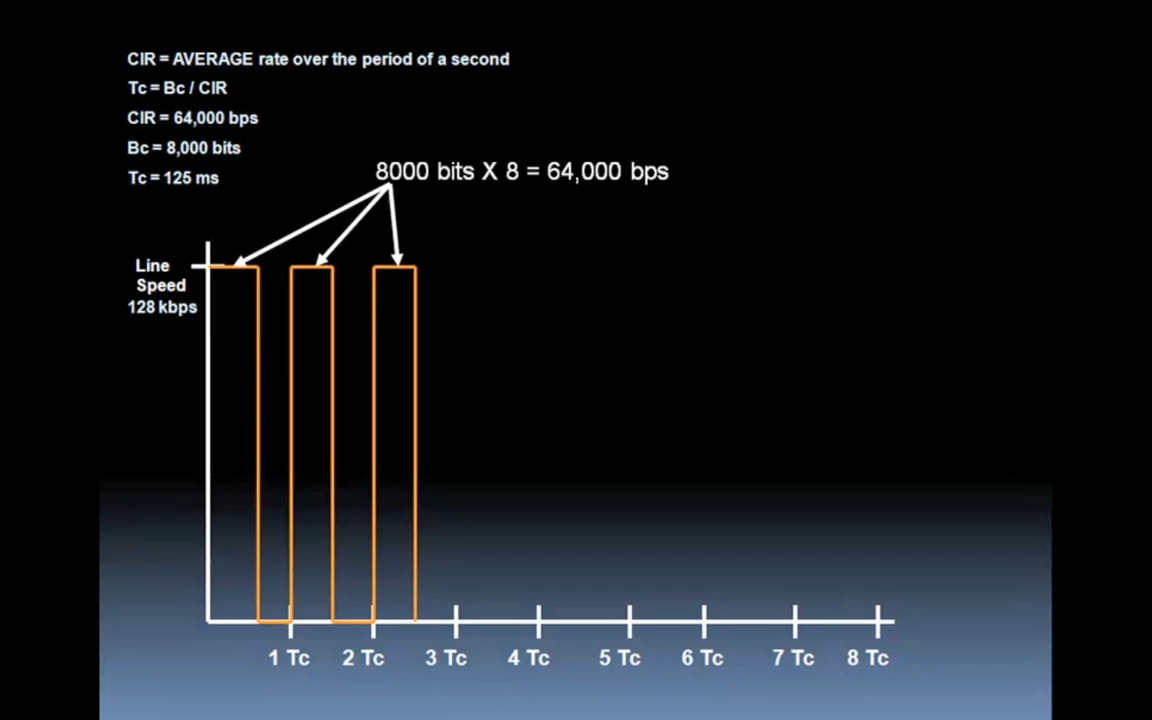 CIR = AVERAGE rate over the period of a second
Tc = Bc / CIR
CIR = 64,000 bps
Bc = 8,000 bits
Tc = 125 ms
8000 bits X 8 = 64,000 bps
Line
Speed
128 kbps
1 Tc 2 Tc 3 Tc 4 Tc 5 Tc 6 Tc 7 Tc 8 Tc